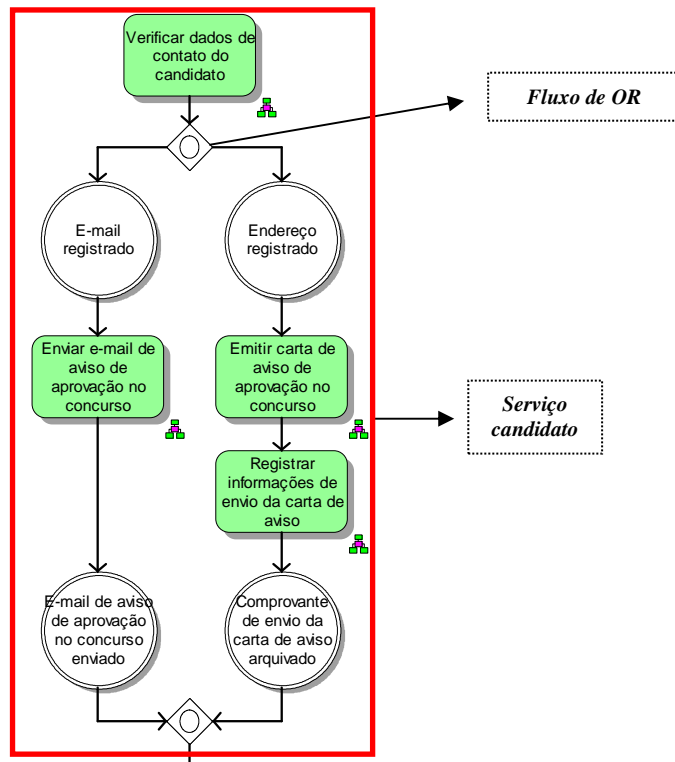 Verificar dados de
contato do
candidato
Fluxo de OR
E-mail
registrado
Endereço
registrado
Enviar e-mail de
aviso de
aprovação no
concurso
Emitir carta de
aviso de
aprovação no
concurso
Serviço
candidato
Registrar
informações de
envio da carta de
aviso
E-mail de aviso
de aprovação
no concurso
enviado
Comprovante
de envio da
carta de aviso
arquivado